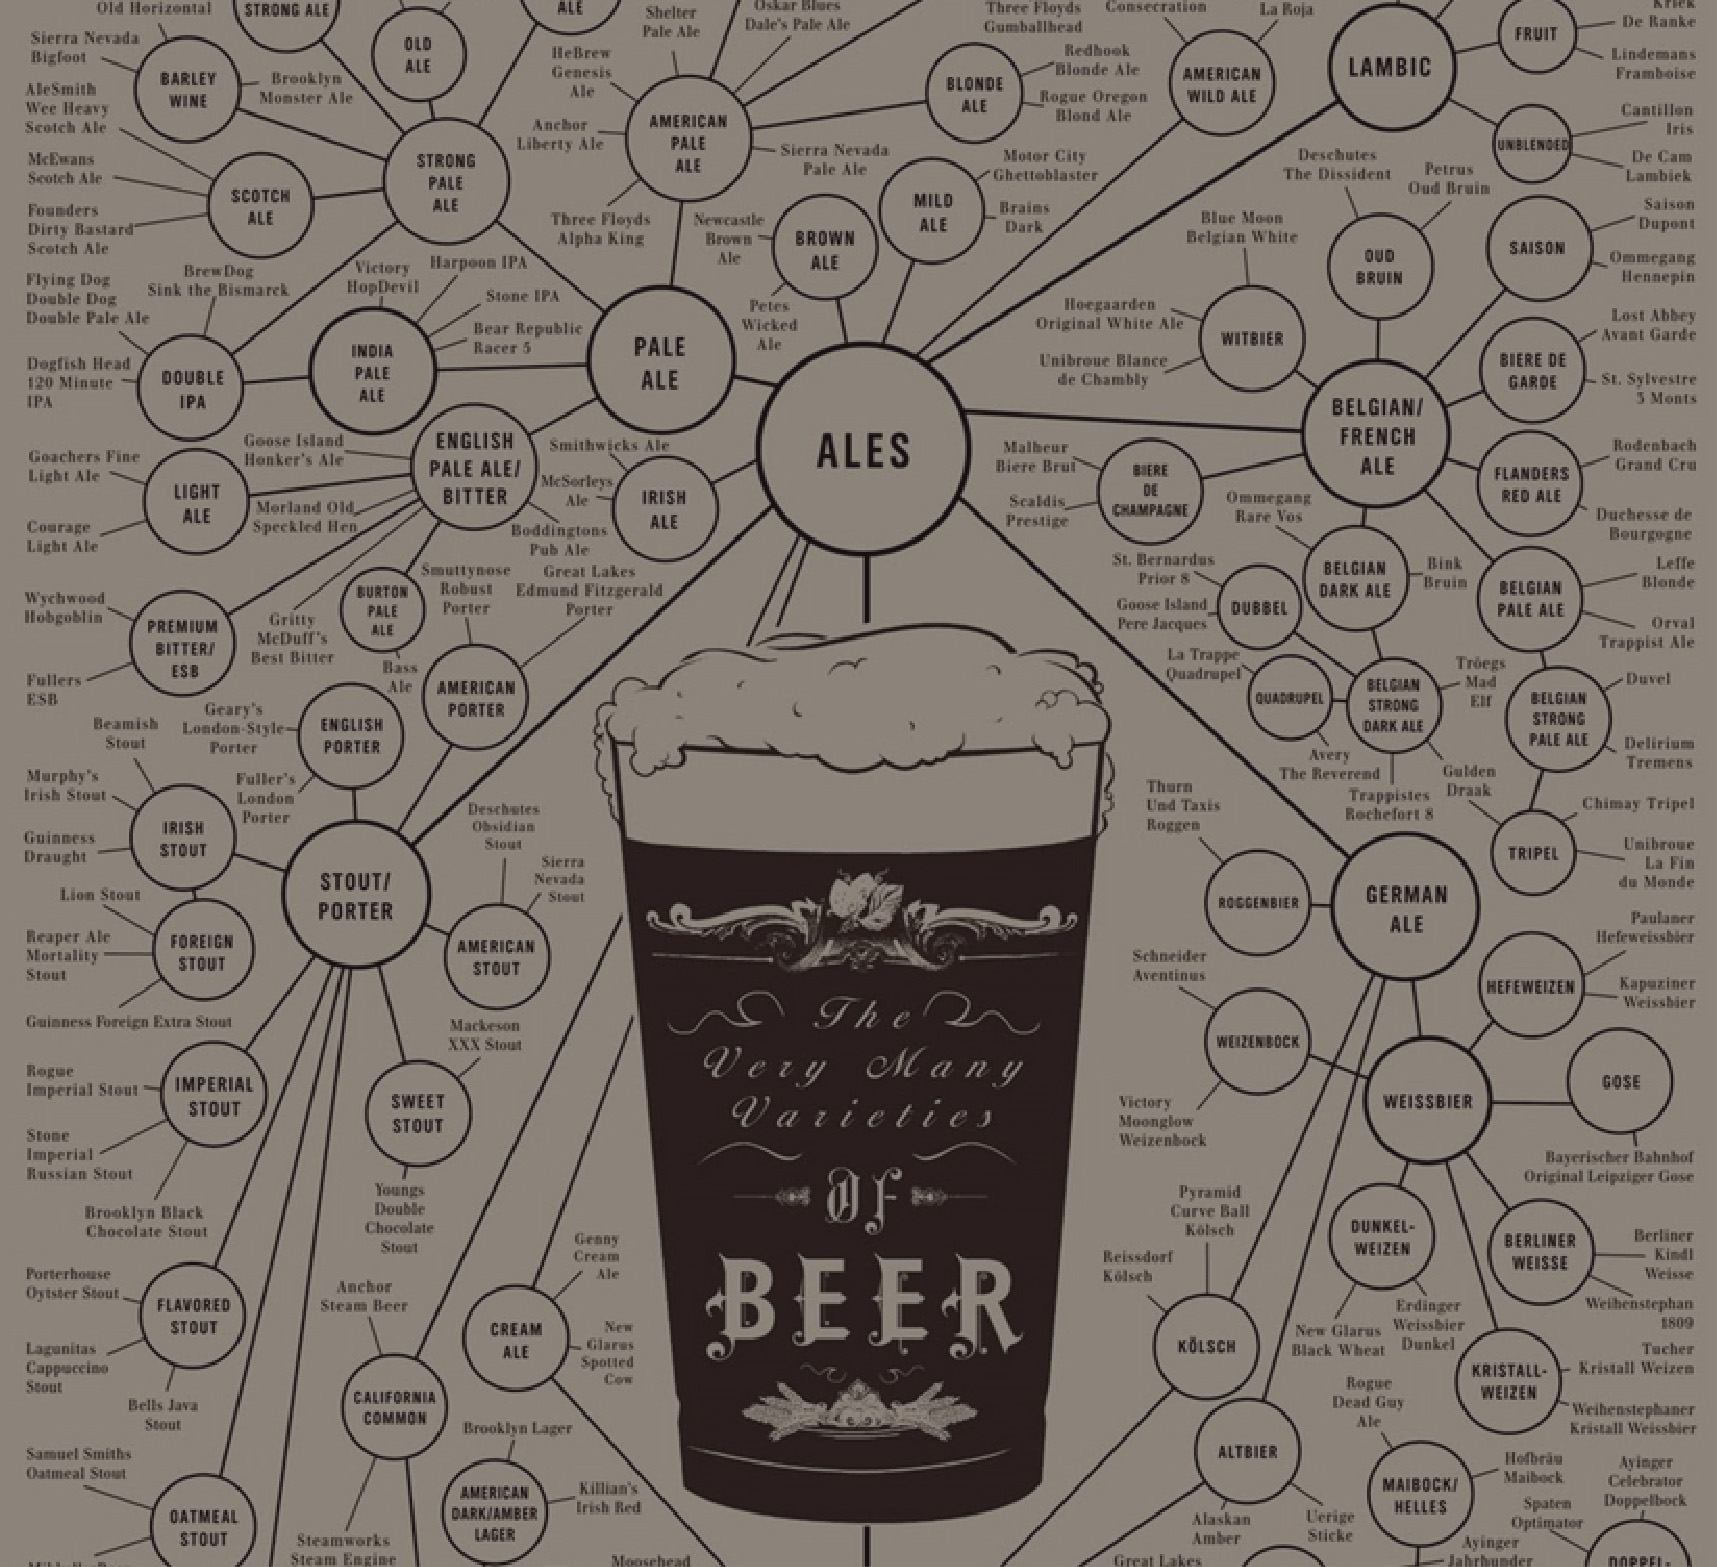 Old Horizontal
STRONG ALE
OLD
ALE
ALE
Shelter
Pale Ale
Oskar Blues
Dale's Pale Ale
Three Floyds
Gumballhead
Consecration
La Roja
Kriek
De Ranke
FRUIT
Lindemans
Framboise
LAMBIC
Sierra Nevada
Bigfoot
BARLEY
WINE
Brooklyn
Monster Ale
HeBrew
Genesis
Ale
AMERICAN
PALE
ALE
BLONDE
ALE
Redhook
Blonde Ale
Rogue Oregon
Blond Ale
AMERICAN
WILD ALE
AleSmith
Wee Heavy
Scotch Ale
Anchor
Liberty Ale
Sierra Nevada
Pale Ale
Cantillon
Iris
UNBLENDED
De Cam
Lambiek
McEwans
Scotch Ale
SCOTCH
ALE
STRONG
PALE
ALE
Founders
Dirty Bastard
Scotch Ale
Three Floyds
Alpha King
Newcastle
Brown
Ale
BROWN
ALE
Petes
Wicked
Ale
MILD
ALE
Motor City
Ghettoblaster
Brains
Dark
Deschutes
The Dissident
Petrus
Oud Bruin
OUD
BRUIN
Blue Moon
Belgian White
Saison
Dupont
SAISON
Ommegang
Hennepin
Flying Dog
Double Dog
Double Pale Ale
BrewDog
Sink the Bismarck
Victory
HopDevil
Harpoon IPA
Stone IPA
Bear Republic
Racer 5
Hoegaarden
Original White Ale
WITBIER
Unibroue Blance
de Chambly
Lost Abbey
Avant Garde
BIERE DE
GARDE
St. Sylvestre
3 Monts
Dogfish Head
120 Minute
IPA
DOUBLE
IPA
INDIA
PALE
ALE
PALE
ALE
ALES
BELGIAN/
FRENCH
ALE
Goose Island
Honker's Ale
ENGLISH
PALE ALE/
BITTER
Smithwicks Ale
McSorleys
Ale
IRISH
ALE
Malheur
Biere Brut
BIERE
DE
CHAMPAGNE
Scaldis
Prestige
Rodenbach
Grand Cru
FLANDERS
RED ALE
Duchesse de
Bourgogne
Goachers Fine
Light Ale
LIGHT
ALE
Courage
Light Ale
Morland Old
Speckled Hen
Boddingtons
Pub Ale
Ommegang
Rare Vos
BELGIAN
DARK ALE
Bink
Bruin
St. Bernardus
Prior 8
DUBBEL
Goose Island
Pere Jacques
BELGIAN
PALE ALE
Leffe
Blonde
Orval
Trappist Ale
Wychwood
Hobgoblin
PREMIUM
BITTER/
ESB
Fullers
ESB
Gritty
McDuff's
Best Bitter
BURTON
PALE
ALE
Bass
Ale
Smuttynose
Robust
Porter
Great Lakes
Edmund Fitzgerald
Porter
AMERICAN
PORTER
La Trappe
Quadrupel
QUADRUPEL
Avery
The Reverend
BELGIAN
STRONG
DARK ALE
Tröegs
Mad
Elf
Trappistes
Rochefort 8
Gulden
Draak
BELGIAN
STRONG
PALE ALE
Duvel
Delirium
Tremens
Beamish
Stout
Geary's
London-Style
Porter
ENGLISH
PORTER
Fuller's
London
Porter
Murphy's
Irish Stout
IRISH
STOUT
Guinness
Draught
STOUT/
PORTER
Deschutes
Obsidian
Stout
Sierra
Nevada
Stout
AMERICAN
STOUT
Thurn
Und Taxis
Roggen
ROGGENBIER
GERMAN
ALE
TRIPEL
Chimay Tripel
Unibroue
La Fin
du Monde
Lion Stout
FOREIGN
STOUT
Reaper Ale
Mortality
Stout
Guinness Foreign Extra Stout
Schneider
Aventinus
WEIZENBOCK
Victory
Moonglow
Weizenbock
Paulaner
Hefeweissbier
HEFEWEIZEN
Kapuziner
Weissbier
The
Very Many
Varieties
OF
BEER
WEISSBIER
GOSE
Bayerischer Bahnhof
Original Leipziger Gose
Rogue
Imperial Stout
IMPERIAL
STOUT
Stone
Imperial
Russian Stout
Brooklyn Black
Chocolate Stout
Mackeson
XXX Stout
SWEET
STOUT
Youngs
Double
Chocolate
Stout
Pyramid
Curve Ball
Kölsch
Reissdorf
Kölsch
KÖLSCH
DUNKEL-
WEIZEN
New Glarus
Black Wheat
Erdinger
Weissbier
Dunkel
BERLINER
WEISSE
Berliner
Kindl
Weisse
Weihenstephan
1809
Porterhouse
Oytster Stout
FLAVORED
STOUT
Lagunitas
Cappuccino
Stout
Bells Java
Stout
Anchor
Steam Beer
CALIFORNIA
COMMON
Genny
Cream
Ale
CREAM
ALE
New
Glarus
Spotted
Cow
KRISTALL-
WEIZEN
Tucher
Kristall Weizen
Weihenstephaner
Kristall Weissbier
Samuel Smiths
Oatmeal Stout
OATMEAL
STOUT
Steamworks
Steam Engine
Brooklyn Lager
AMERICAN
DARK/AMBER
LAGER
Killian's
Irish Red
Moosehead
ALTBIER
Alaskan
Amber
Uerige
Sticke
Great Lakes
Rogue
Dead Guy
Ale
MAIBOCK/
HELLES
Hofbräu
Maibock
Ayinger
Jahrhunder
Spaten
Optimator
Ayinger
Celebrator
Doppelbock
DOPPEL-